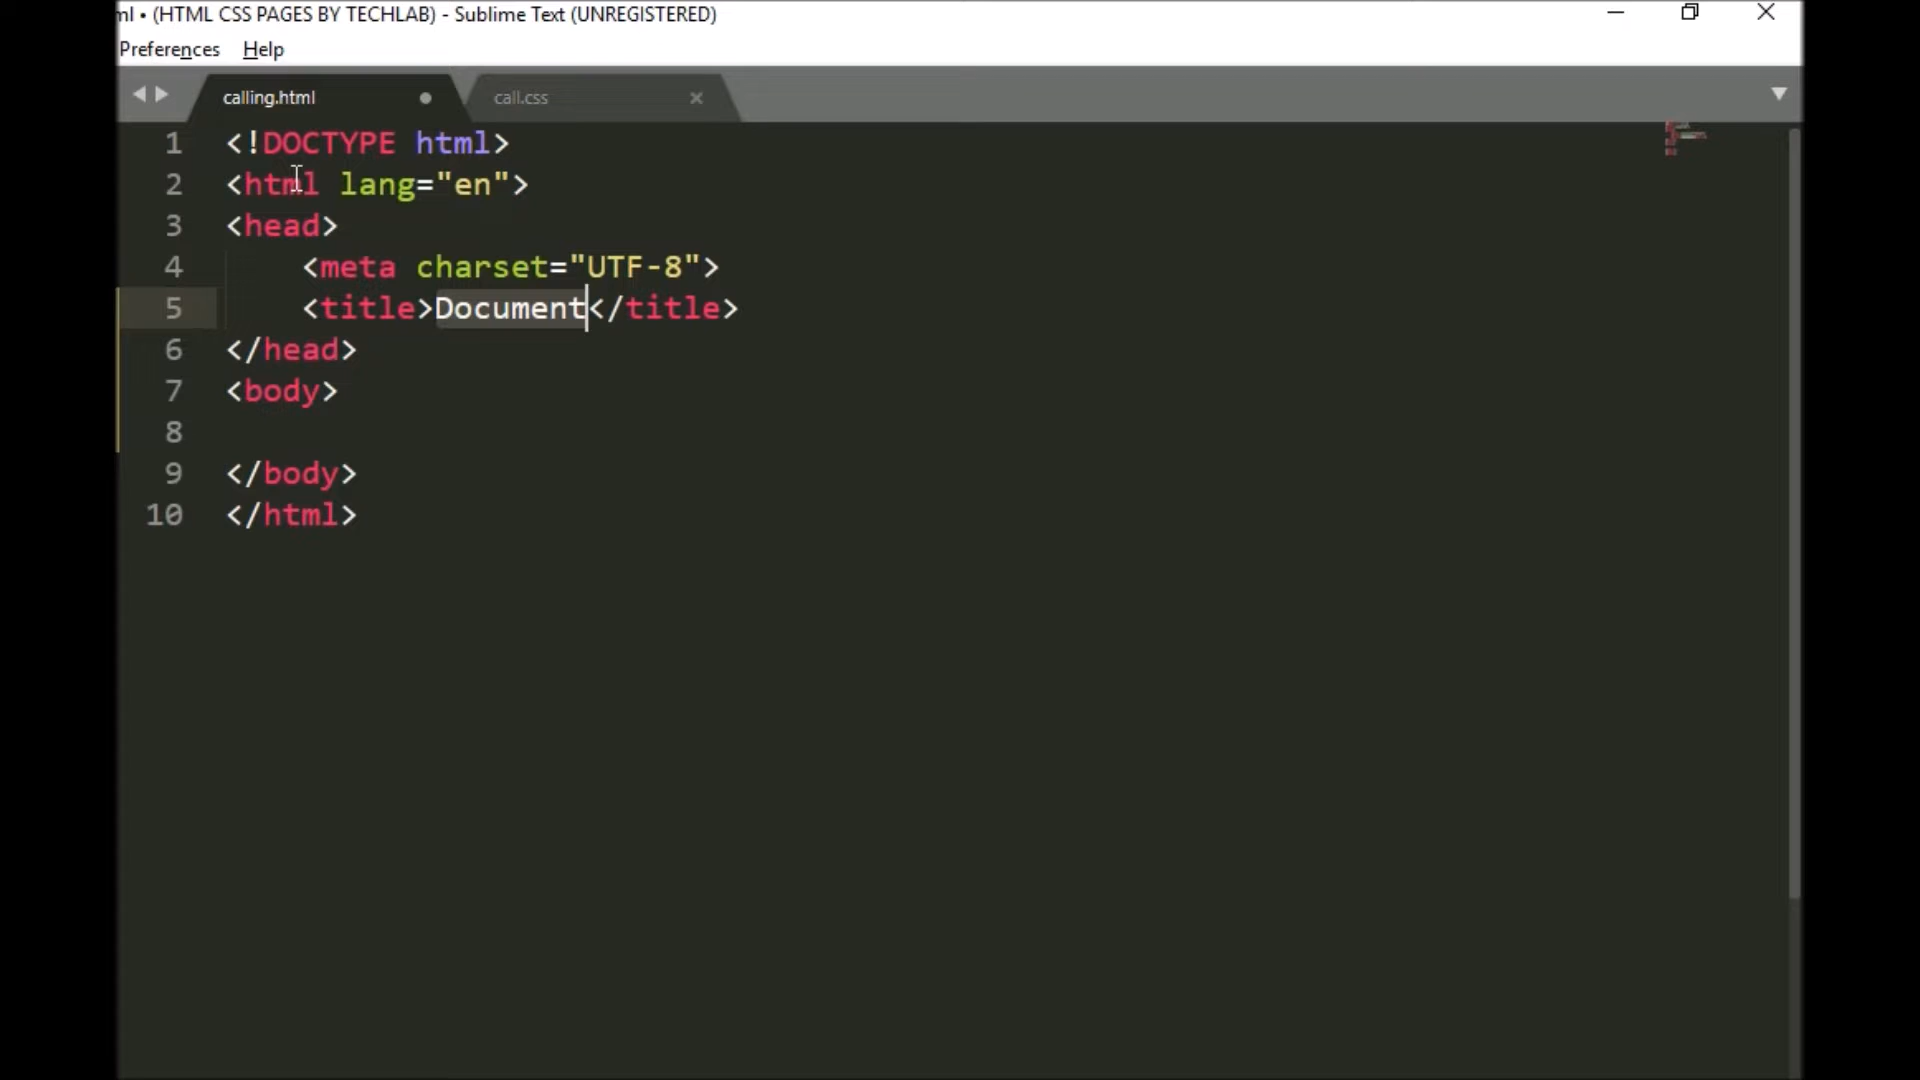 ml • (HTML CSS PAGES BY TECHLAB) - Sublime Text (UNREGISTERED)
Preferences Help
calling.html call.css
1 <!DOCTYPE html>
2 <html lang="en">
3 <head>
4 <meta charset="UTF-8">
5 <title>Document</title>
6 </head>
7 <body>
8
9 </body>
10 </html>